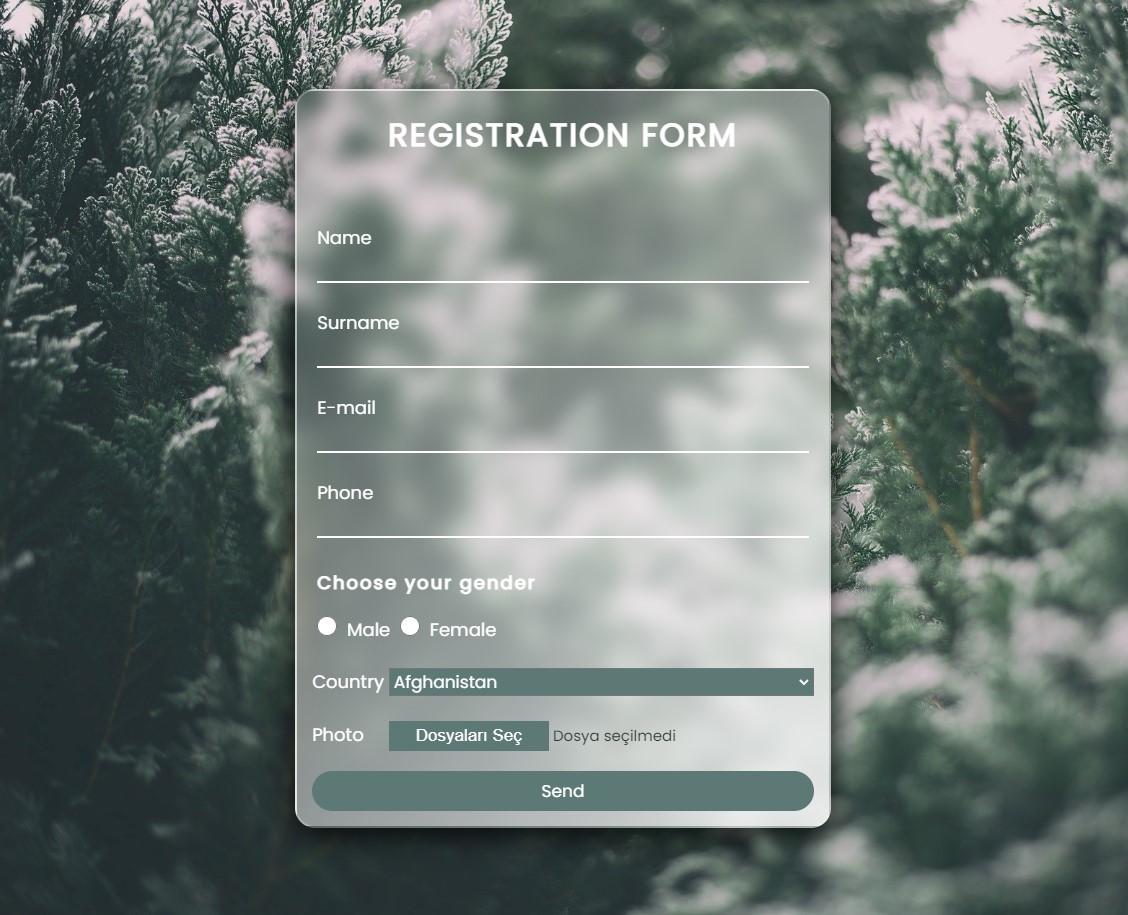 REGISTRATION FORM
Name
Surname
E-mail
Phone
Choose your gender
Male Female
Country Afghanistan
Photo Dosyaları Seç Dosya seçilmedi
Send